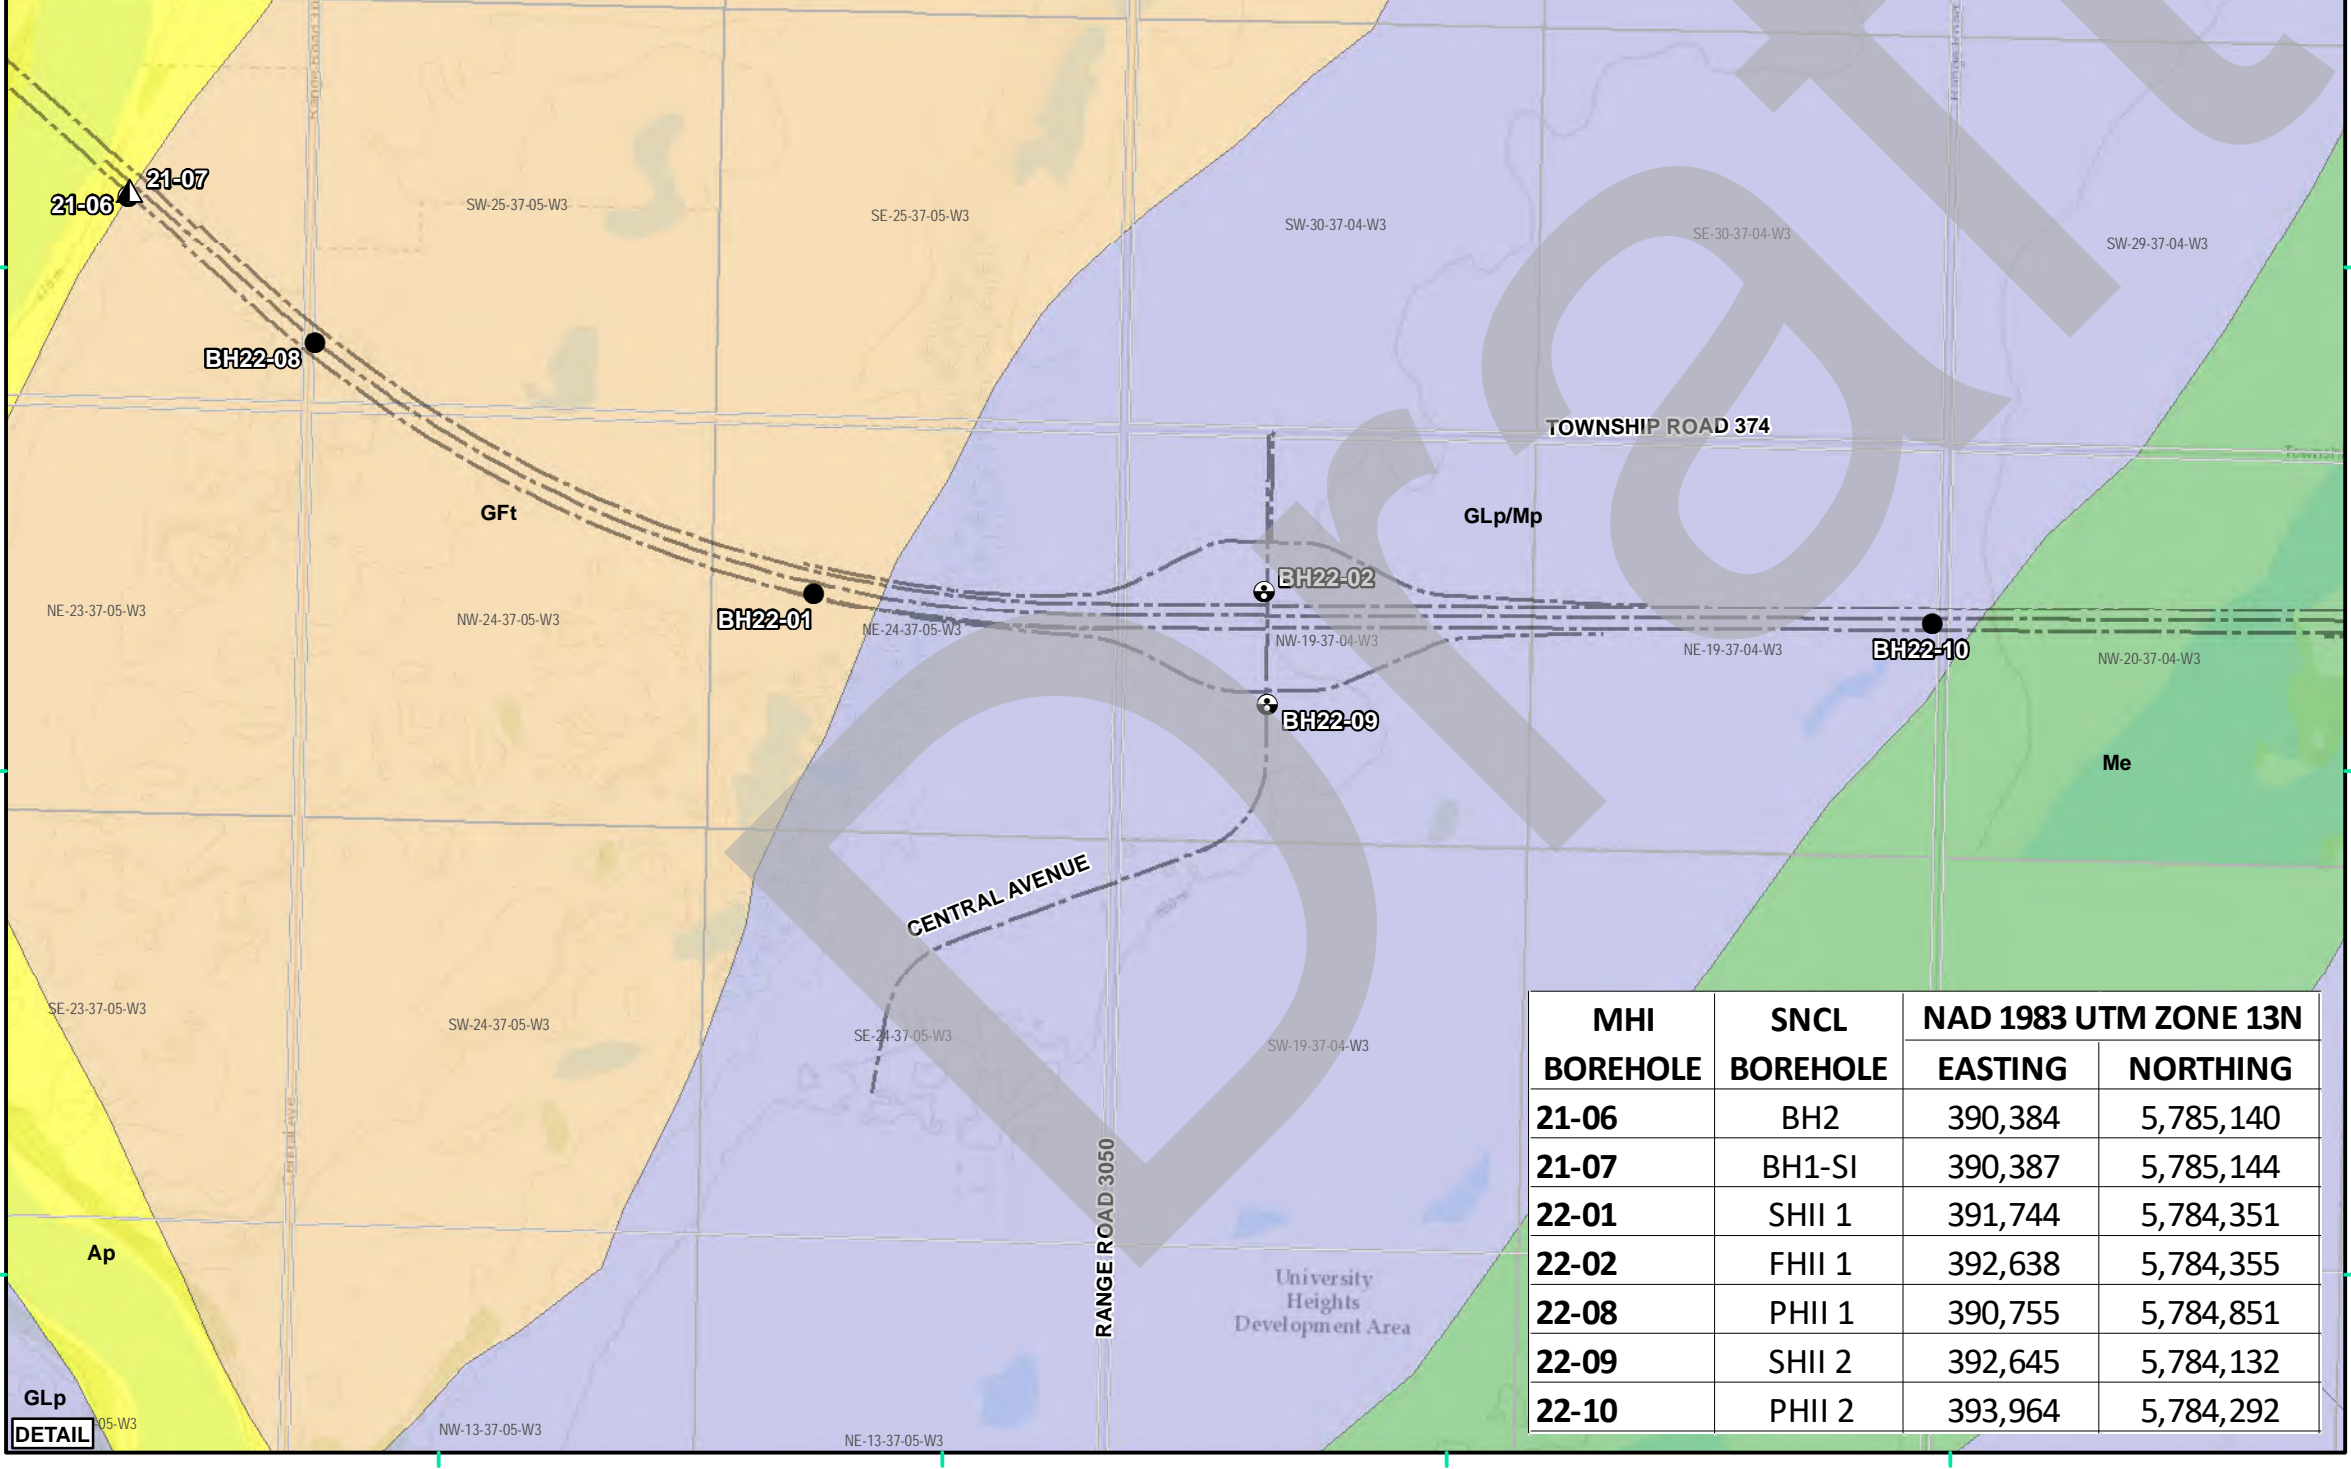 Draft
Range Road
Range Road
21-07
21-06
SW-25-37-05-W3
SE-25-37-05-W3
SW-30-37-04-W3
SE-30-37-04-W3
SW-29-37-04-W3
BH22-08
TOWNSHIP ROAD 374
GFt
GLp/Mp
BH22-02
BH22-01
NE-23-37-05-W3
NW-24-37-05-W3
NE-24-37-05-W3
NW-19-37-04-W3
NE-19-37-04-W3
BH22-10
NW-20-37-04-W3
BH22-09
Me
CENTRAL AVENUE
SE-23-37-05-W3
SW-24-37-05-W3
SE-24-37-05-W3
SW-19-37-04-W3
Central Ave
RANGE ROAD 3050
Ap
University
Heights
Development Area
GLp
05-W3
DETAIL
NW-13-37-05-W3
NE-13-37-05-W3
MHI BOREHOLE SNCL BOREHOLE NAD 1983 UTM ZONE 13N
EASTING NORTHING
21-06 BH2 390,384 5,785,140
21-07 BH1-SI 390,387 5,785,144
22-01 SHII 1 391,744 5,784,351
22-02 FHII 1 392,638 5,784,355
22-08 PHII 1 390,755 5,784,851
22-09 SHII 2 392,645 5,784,132
22-10 PHII 2 393,964 5,784,292